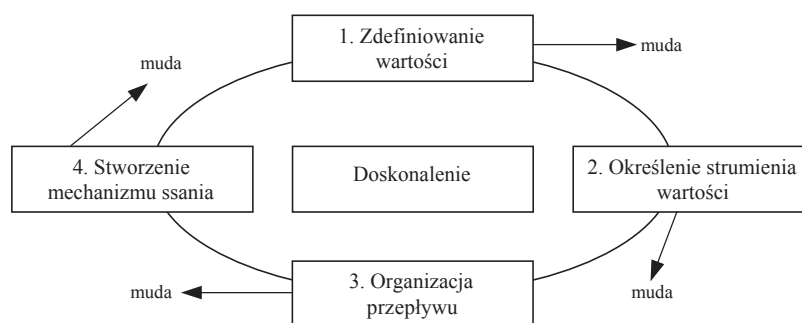 1. Zdefiniowanie
wartości
muda
muda
4. Stworzenie
mechanizmu ssania
Doskonalenie
2. Określenie strumienia
wartości
3. Organizacja
przepływu
muda
muda